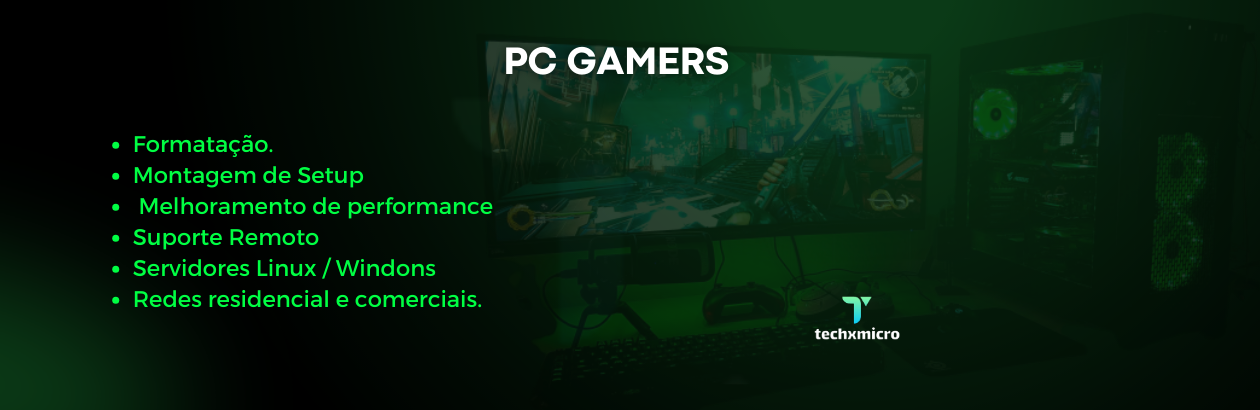 PC GAMERS
• Formatação.
• Montagem de Setup
• Melhoramento de performance
• Suporte Remoto
• Servidores Linux / Windons
• Redes residencial e comerciais.
techxmicro